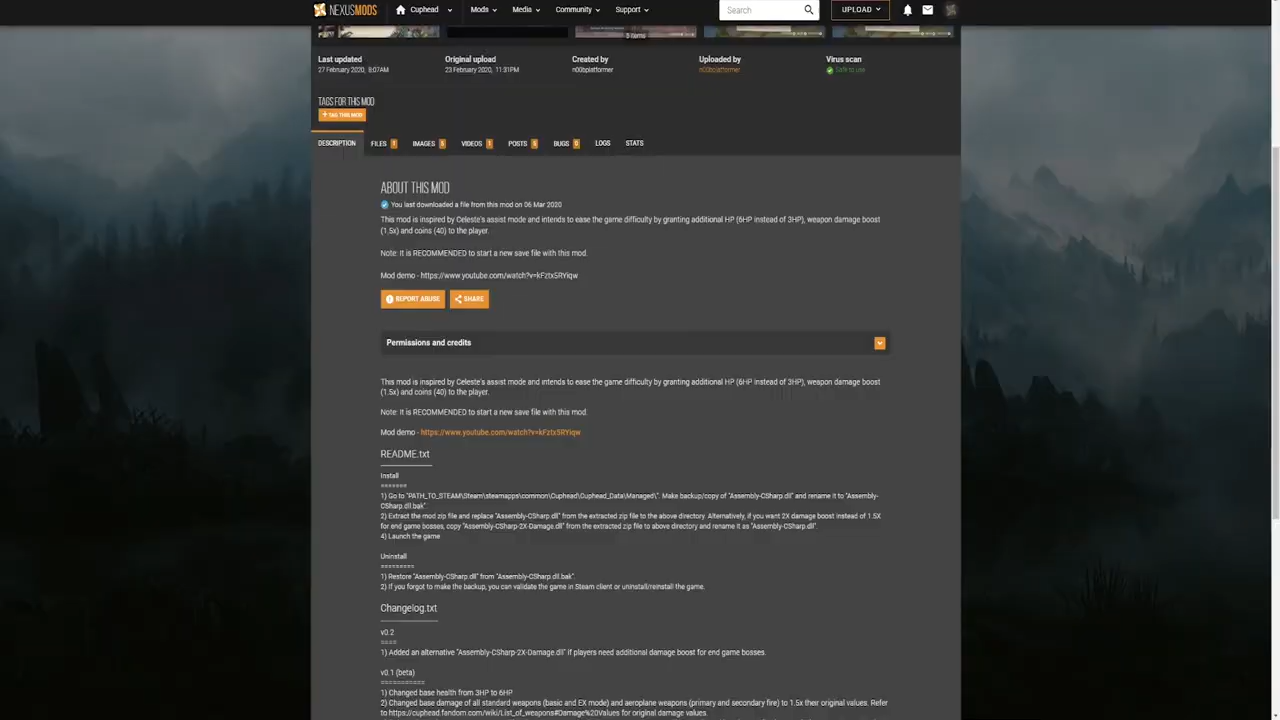 NEXUSMODS Cuphead Mods Media Community Support Search UPLOAD
5 items
Last updated Original upload Created by Uploaded by Virus scan
27 February 2020, 8:07AM 23 February 2020, 11:31PM n00bplatformer n00bplatformer Safe to use
TAGS FOR THIS MOD
+ TAG THIS MOD
DESCRIPTION FILES 1 IMAGES 5 VIDEOS 1 POSTS 5 BUGS 0 LOGS STATS
ABOUT THIS MOD
You last downloaded a file from this mod on 06 Mar 2020
This mod is inspired by Celeste's assist mode and intends to ease the game difficulty by granting additional HP (6HP instead of 3HP), weapon damage boost
(1.5x) and coins (40) to the player.
Note: It is RECOMMENDED to start a new save file with this mod.
Mod demo - https://www.youtube.com/watch?v=kFztx5RYiqw
REPORT ABUSE SHARE
Permissions and credits
This mod is inspired by Celeste's assist mode and intends to ease the game difficulty by granting additional HP (6HP instead of 3HP), weapon damage boost
(1.5x) and coins (40) to the player.
Note: It is RECOMMENDED to start a new save file with this mod.
Mod demo - https://www.youtube.com/watch?v=kFztx5RYiqw
README.txt
Install
=======
1) Go to "PATH_TO_STEAM\Steam\steamapps\common\Cuphead\Cuphead_Data\Managed\". Make backup/copy of "Assembly-CSharp.dll" and rename it to "Assembly-
CSharp.dll.bak".
2) Extract the mod zip file and replace "Assembly-CSharp.dll" from the extracted zip file to the above directory. Alternatively, if you want 2X damage boost instead of 1.5X
for end game bosses, copy "Assembly-CSharp-2X-Damage.dll" from the extracted zip file to above directory and rename it as "Assembly-CSharp.dll".
4) Launch the game
Uninstall
=========
1) Restore "Assembly-CSharp.dll" from "Assembly-CSharp.dll.bak".
2) If you forgot to make the backup, you can validate the game in Steam client or uninstall/reinstall the game.
Changelog.txt
v0.2
====
1) Added an alternative "Assembly-CSharp-2X-Damage.dll" if players need additional damage boost for end game bosses.
v0.1 (beta)
===========
1) Changed base health from 3HP to 6HP.
2) Changed base damage of all standard weapons (basic and EX mode) and aeroplane weapons (primary and secondary fire) to 1.5x their original values. Refer
to https://cuphead.fandom.com/wiki/List_of_weapons#Damage%20Values for original damage values.